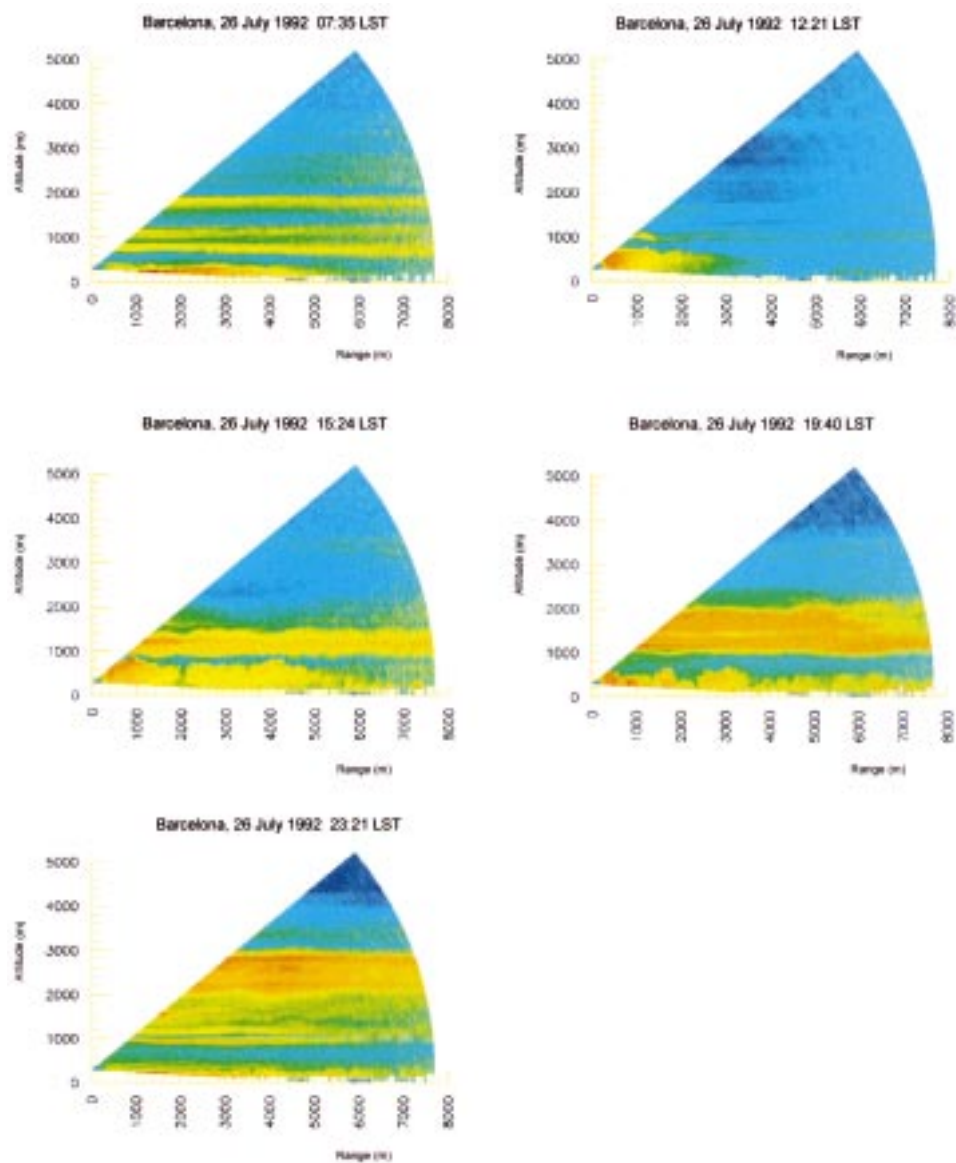 Barcelona, 26 July 1992 07:35 LST
5000
4000
3000
2000
1000
0
Altitude (m)
0 1000 2000 3000 4000 5000 6000 7000 8000
Range (m)
Barcelona, 26 July 1992 12:21 LST
5000
4000
3000
2000
1000
0
Altitude (m)
0 1000 2000 3000 4000 5000 6000 7000 8000
Range (m)
Barcelona, 26 July 1992 15:24 LST
5000
4000
3000
2000
1000
0
Altitude (m)
0 1000 2000 3000 4000 5000 6000 7000 8000
Range (m)
Barcelona, 26 July 1992 19:40 LST
5000
4000
3000
2000
1000
0
Altitude (m)
0 1000 2000 3000 4000 5000 6000 7000 8000
Range (m)
Barcelona, 26 July 1992 23:21 LST
5000
4000
3000
2000
1000
0
Altitude (m)
0 1000 2000 3000 4000 5000 6000 7000 8000
Range (m)